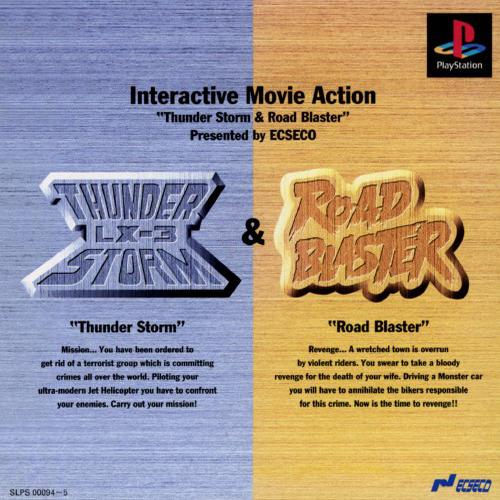 PlayStation
Interactive Movie Action
"Thunder Storm & Road Blaster"
Presented by ECSECO
THUNDER
LX-3
STORM
&
ROAD
BLASTER
"Thunder Storm"
Mission... You have been ordered to
get rid of a terrorist group which is committing
crimes all over the world. Piloting your
ultra-modern Jet Helicopter you have to confront
your enemies. Carry out your mission!
"Road Blaster"
Revenge... A wretched town is overrun
by violent riders. You swear to take a bloody
revenge for the death of your wife. Driving a Monster car
you will have to annihilate the bikers responsible
for this crime. Now is the time to revenge!!
SLPS 00094~5
ECSECO